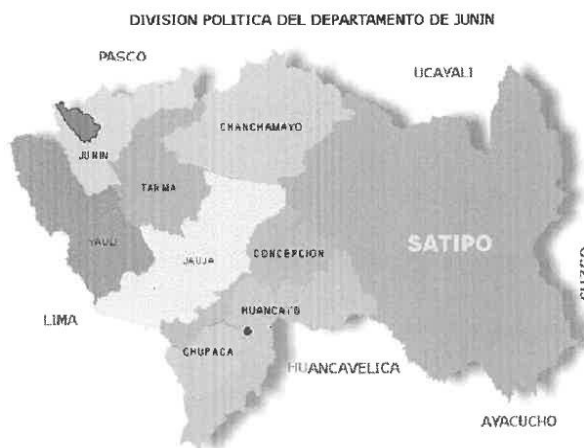 DIVISION POLITICA DEL DEPARTAMENTO DE JUNIN
PASCO
UCAYALI
CHANCHAMAYO
JUNIN
TARMA
YAULI
JAUJA
CONCEPCION
SATIPO
CUZCO
LIMA
HUANCAYO
CHUPACA
HUANCAVELICA
AYACUCHO